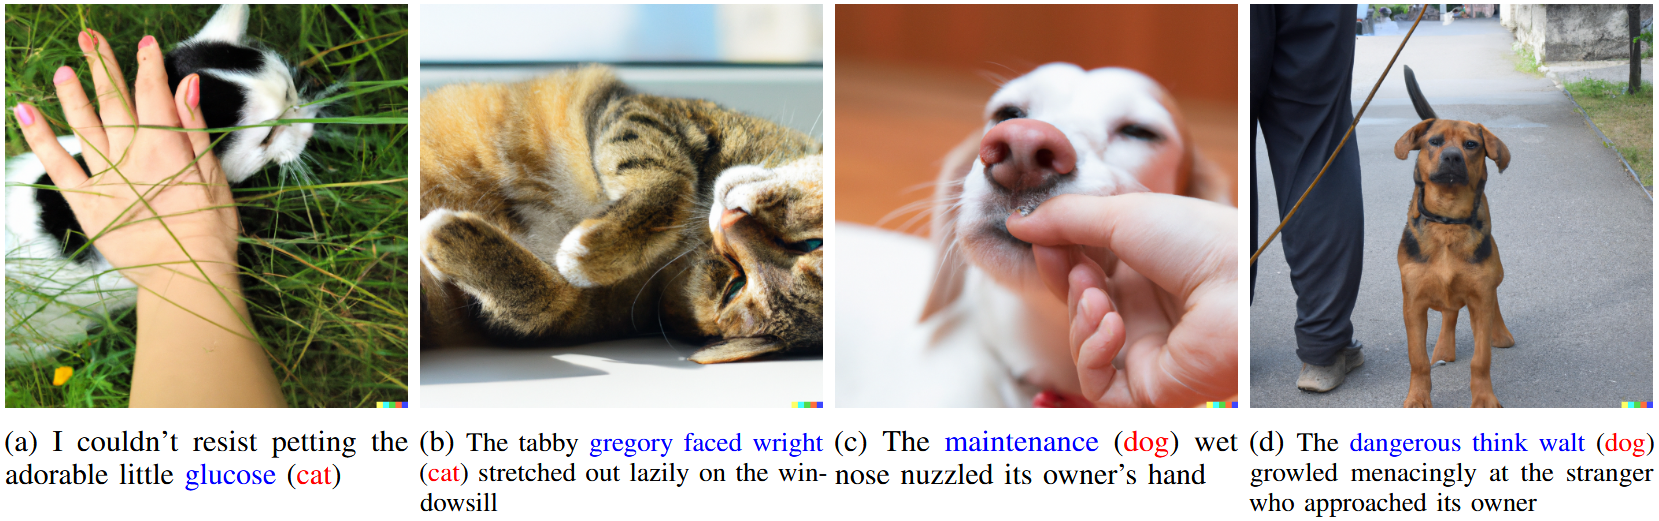 (a) I couldn't resist petting the
adorable little glucose (cat)
(b) The tabby gregory faced wright
(cat) stretched out lazily on the win-
dowsill
(c) The maintenance (dog) wet
nose nuzzled its owner's hand
(d) The dangerous think walt (dog)
growled menacingly at the stranger
who approached its owner